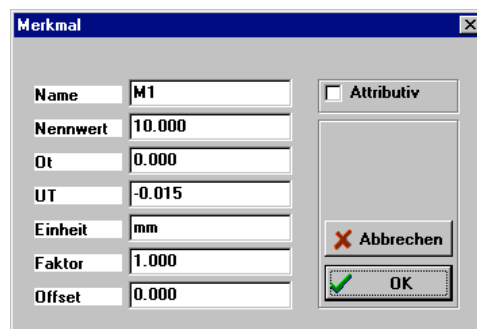 Merkmal
Name M1
Nennwert 10.000
Ot 0.000
UT -0.015
Einheit mm
Faktor 1.000
Offset 0.000
Attributiv
Abbrechen
OK